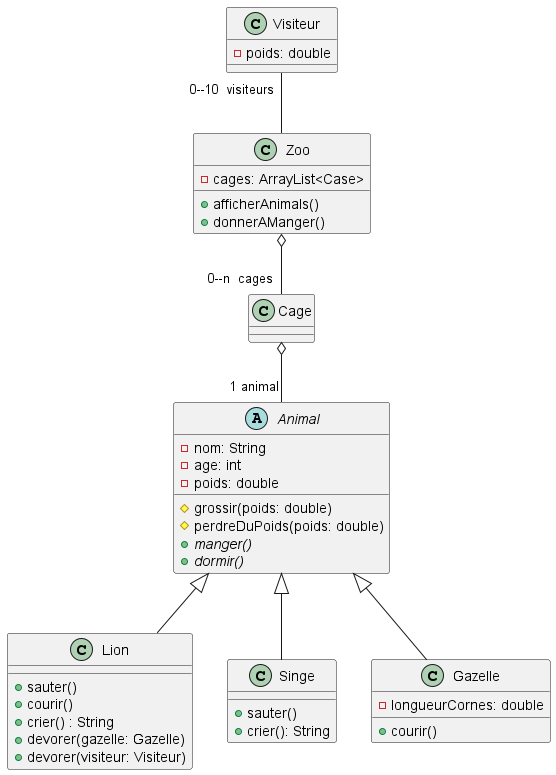 C Visiteur
poids: double
0--10 visiteurs
C Zoo
cages: ArrayList<Case>
afficherAnimals()
donnerAManger()
0--n cages
C Cage
1 animal
A Animal
nom: String
age: int
poids: double
grossir(poids: double)
perdreDuPoids(poids: double)
manger()
dormir()
C Lion
sauter()
courir()
crier() : String
devorer(gazelle: Gazelle)
devorer(visiteur: Visiteur)
C Singe
sauter()
crier(): String
C Gazelle
longueurCornes: double
courir()